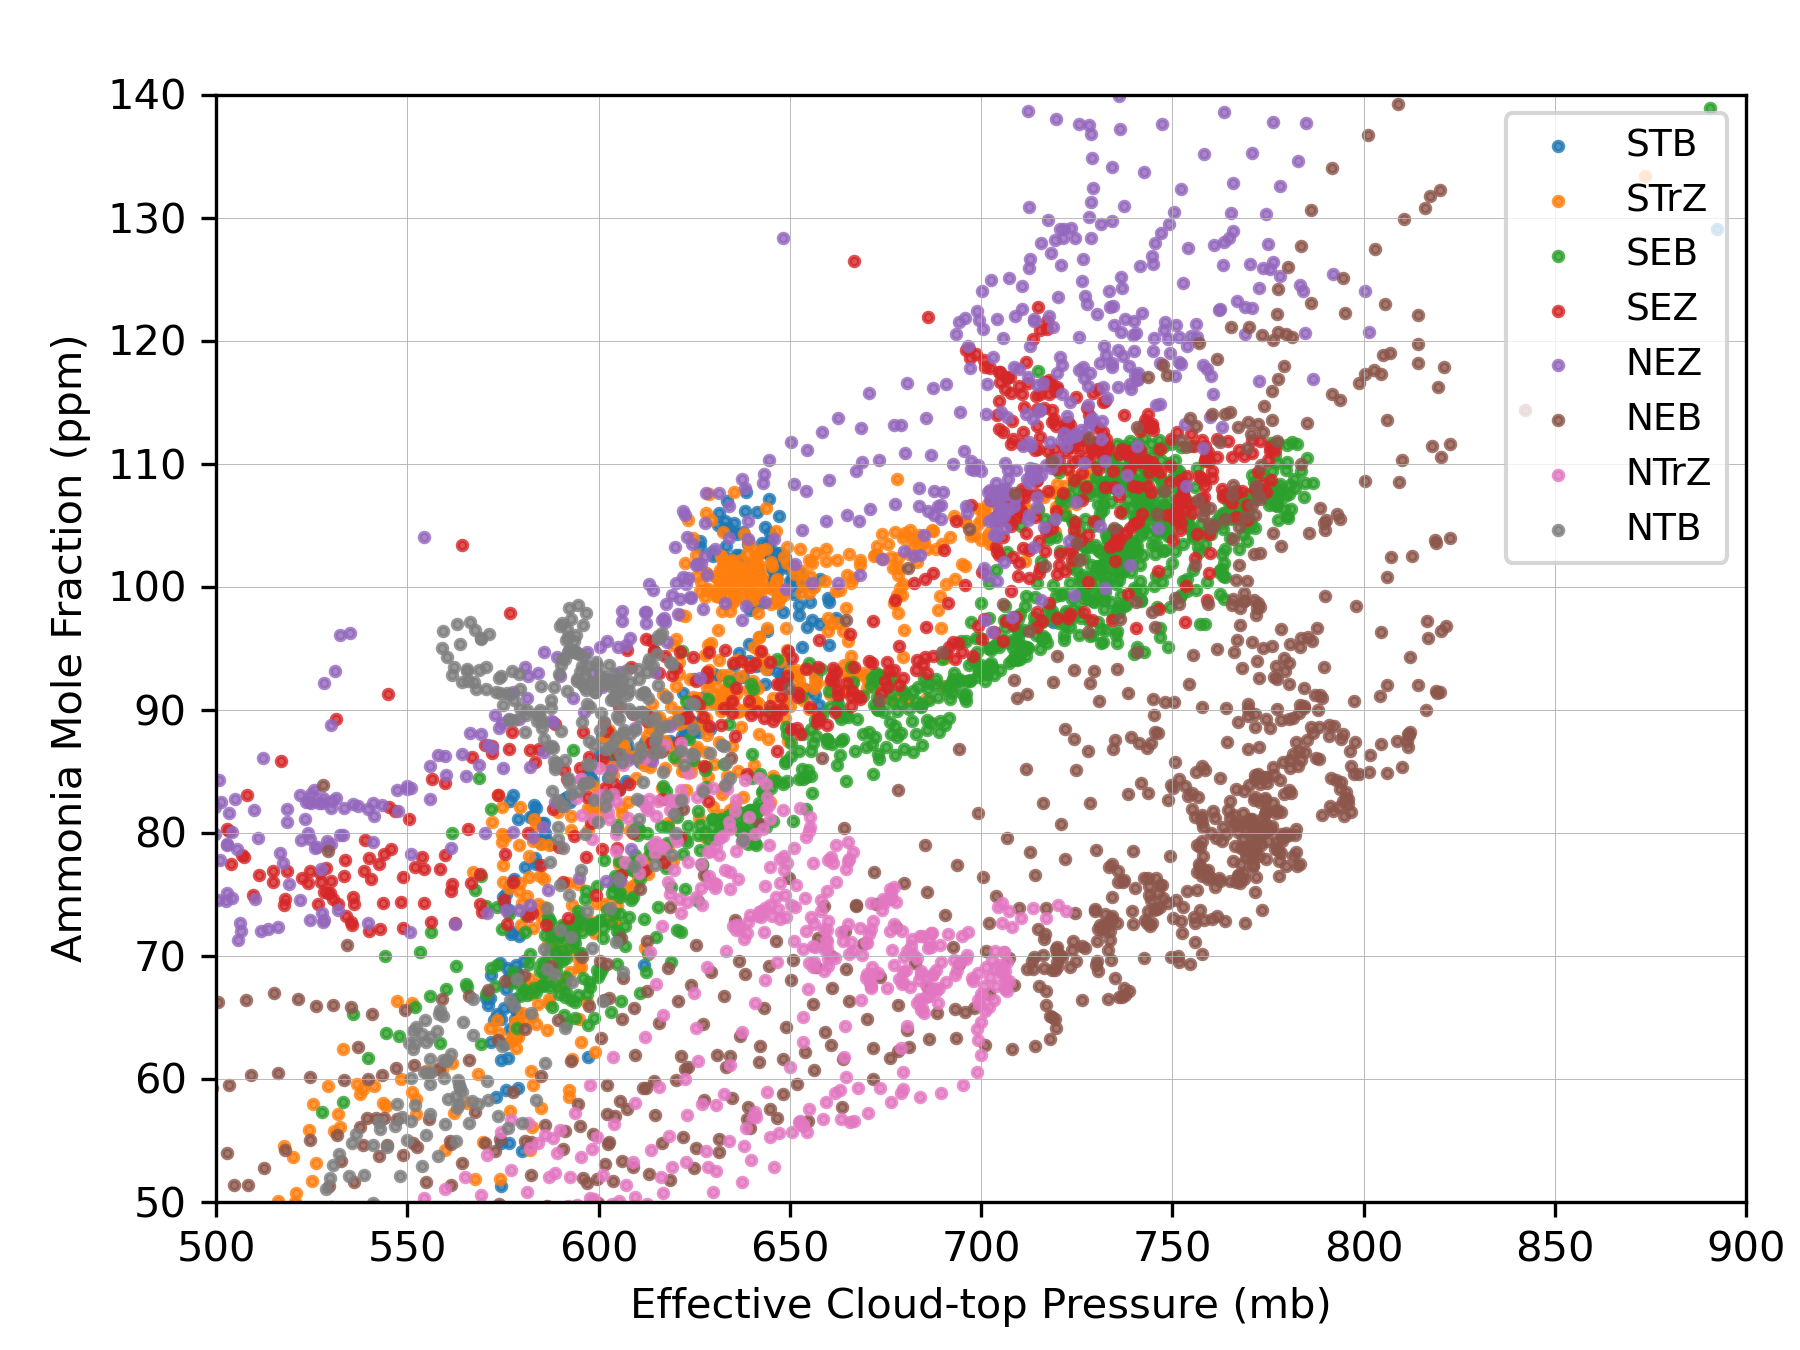 140
130
120
110
100
90
80
70
60
50
Ammonia Mole Fraction (ppm)
500 550 600 650 700 750 800 850 900
Effective Cloud-top Pressure (mb)
STB
STrZ
SEB
SEZ
NEZ
NEB
NTrZ
NTB